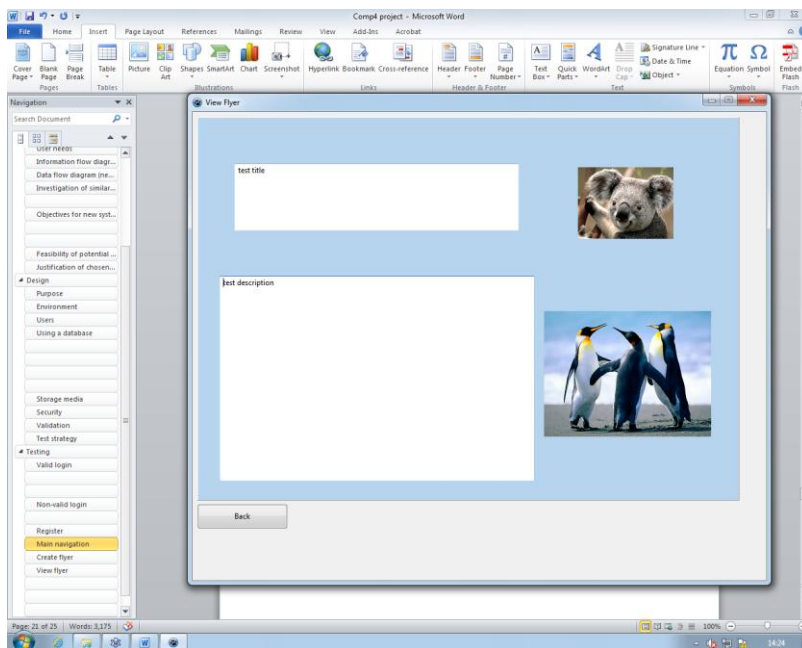 Comp4 project - Microsoft Word
File Home Insert Page Layout References Mailings Review View Add-Ins Acrobat
Cover Page Blank Page Page Break Table Picture Clip Art Shapes SmartArt Chart Screenshot Hyperlink Bookmark Cross-reference Header Footer Page Number Text Box Quick Parts WordArt Drop Cap Signature Line Date & Time Object Equation Symbol Embed Flash
Pages Tables Illustrations Links Header & Footer Text Symbols Flash
Navigation
Search Document
User needs
Information flow diagr...
Data flow diagram (ne...
Investigation of similar...
Objectives for new syst...
Feasibility of potential ...
Justification of chosen...
Design
Purpose
Environment
Users
Using a database
Storage media
Security
Validation
Test strategy
Testing
Valid login
Non-valid login
Register
Main navigation
Create flyer
View flyer
View Flyer
test title
test description
Back
Page: 21 of 25 Words: 3,175 100%
14:24